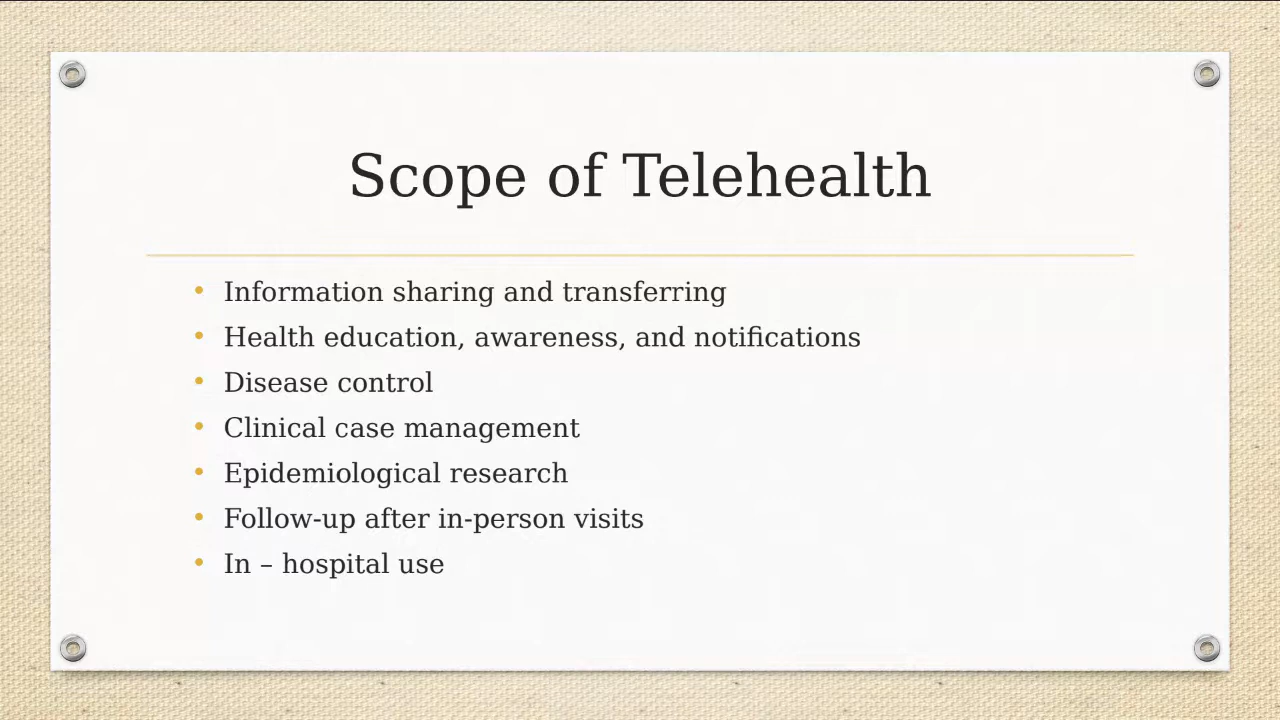 Scope of Telehealth
• Information sharing and transferring
• Health education, awareness, and notifications
• Disease control
• Clinical case management
• Epidemiological research
• Follow-up after in-person visits
• In – hospital use